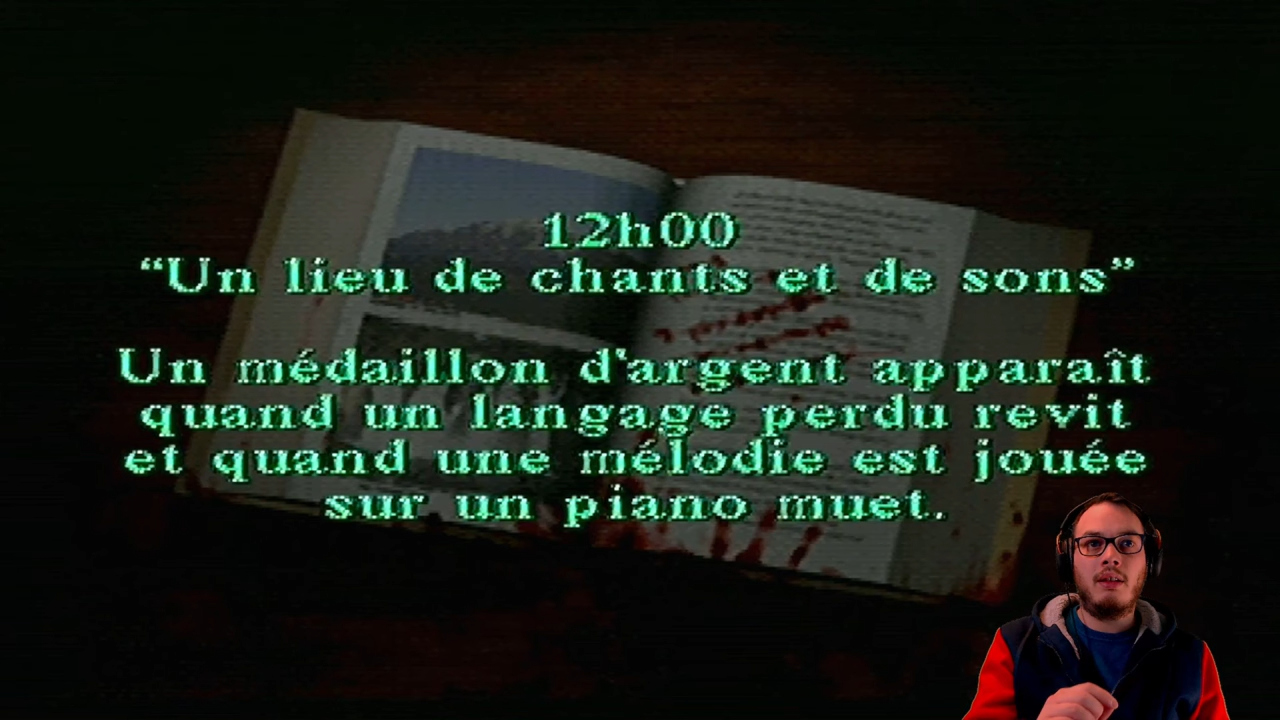 12h00
“Un lieu de chants et de sons”
Un médaillon d'argent apparaît
quand un langage perdu revit
et quand une mélodie est jouée
sur un piano muet.